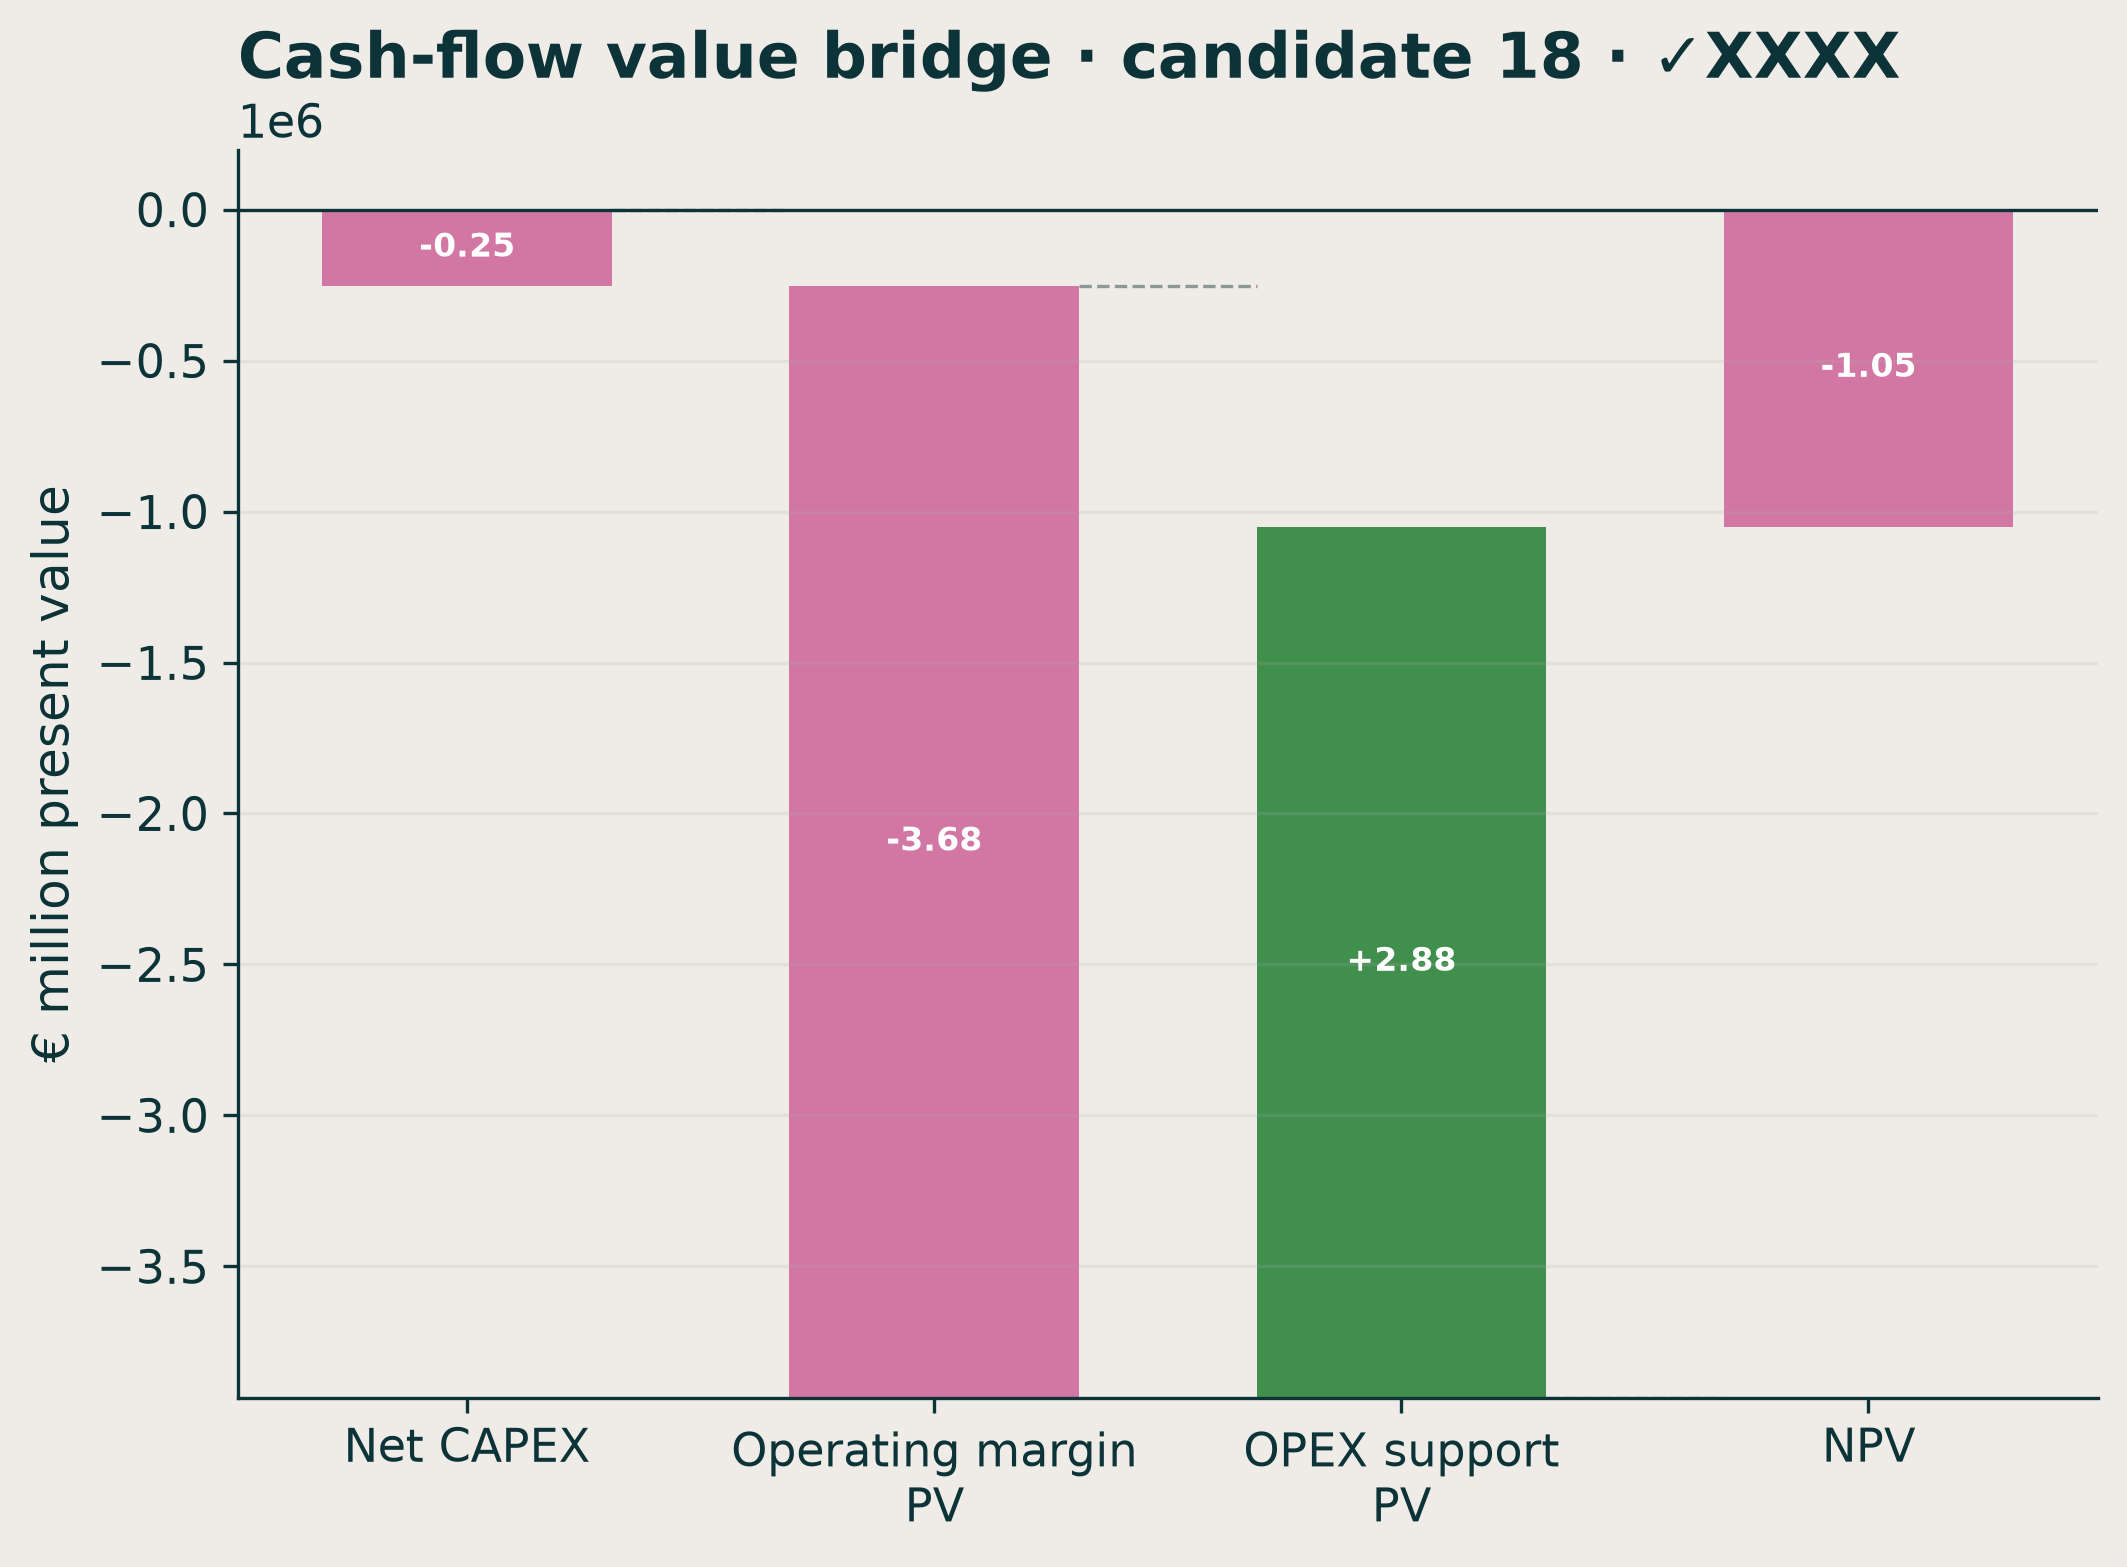 Cash-flow value bridge · candidate 18 · ✓XXXX
1e6
€ million present value
0.0
−0.5
−1.0
−1.5
−2.0
−2.5
−3.0
−3.5
-0.25
-3.68
+2.88
-1.05
Net CAPEX
Operating margin
PV
OPEX support
PV
NPV